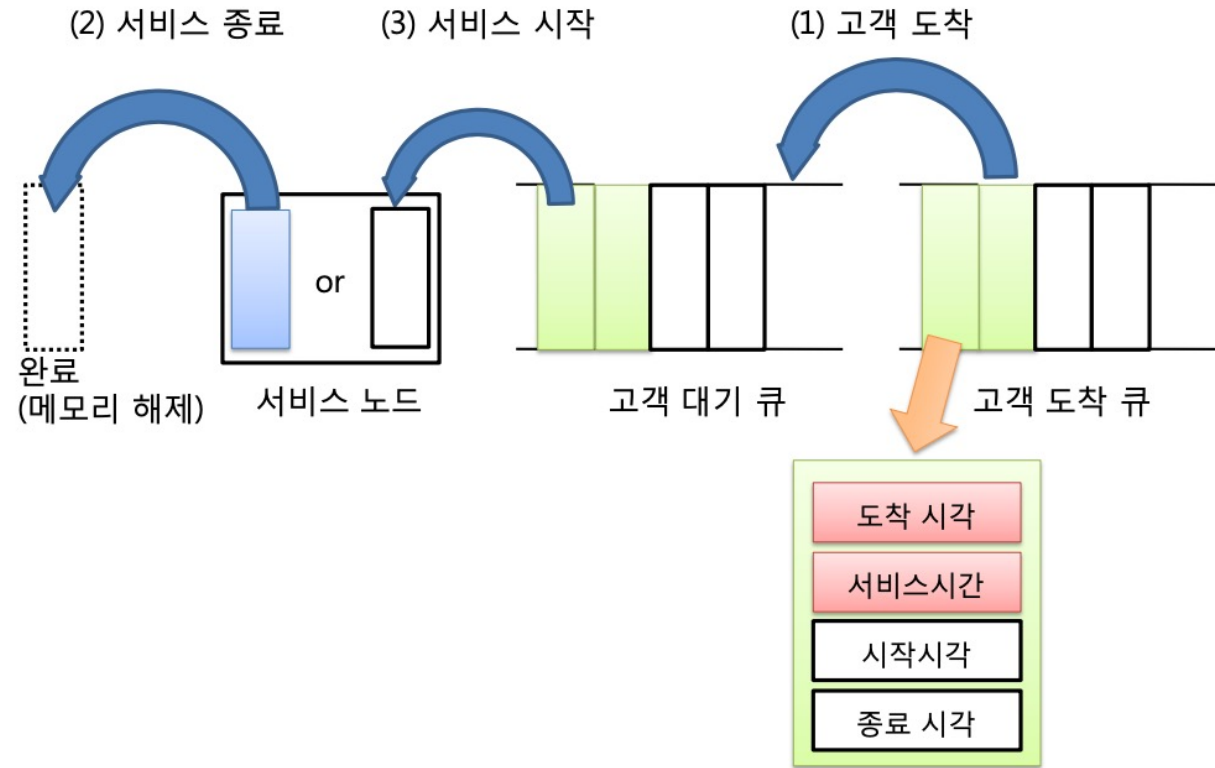 (2) 서비스 종료
(3) 서비스 시작
(1) 고객 도착
or
완료
(메모리 해제)
서비스 노드
고객 대기 큐
고객 도착 큐
도착 시각
서비스시간
시작시각
종료 시각